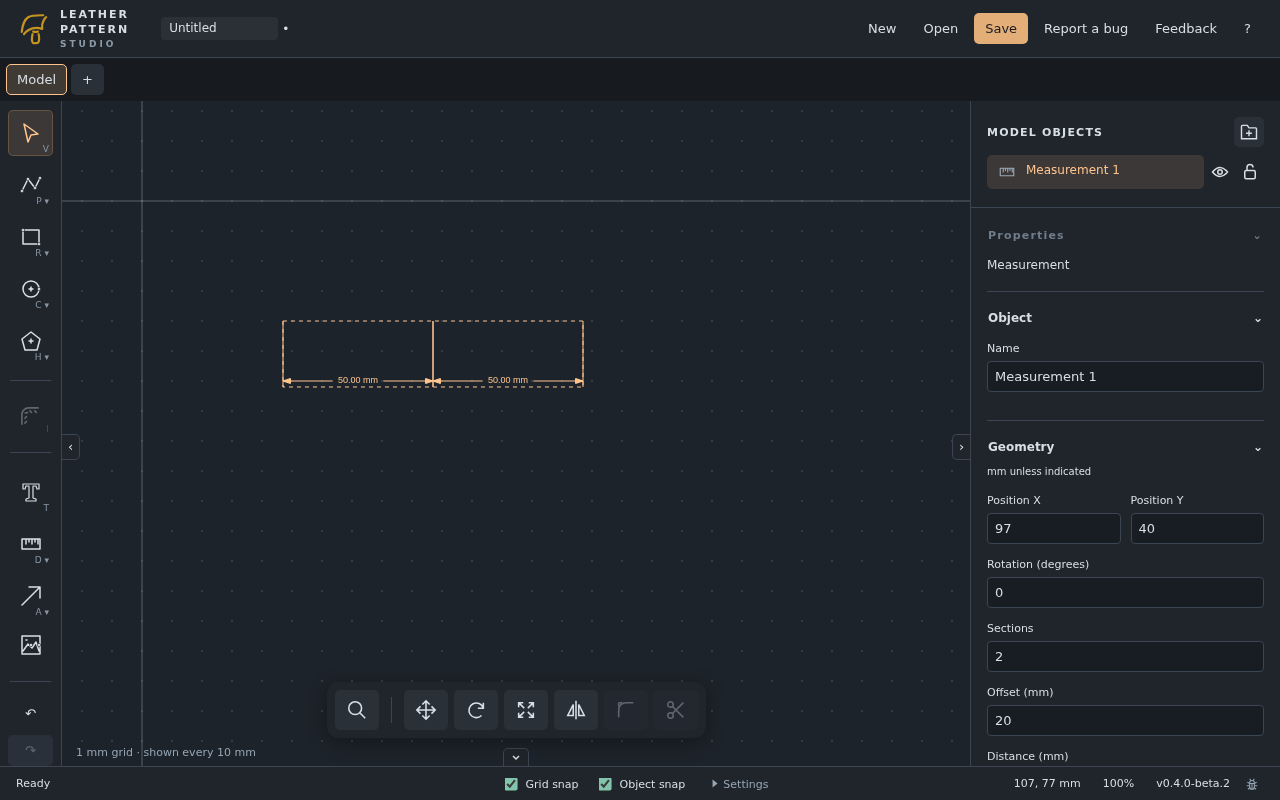 LEATHER
PATTERN
STUDIO
Untitled •
New
Open
Save
Report a bug
Feedback
?
Model
+
V
P ▾
R ▾
C ▾
H ▾
I
T
D ▾
A ▾
MODEL OBJECTS
Measurement 1
Properties
Measurement
Object
Name
Measurement 1
Geometry
mm unless indicated
Position X
Position Y
97
40
Rotation (degrees)
0
Sections
2
Offset (mm)
20
Distance (mm)
50.00 mm
50.00 mm
1 mm grid · shown every 10 mm
Ready
Grid snap
Object snap
Settings
107, 77 mm
100%
v0.4.0-beta.2